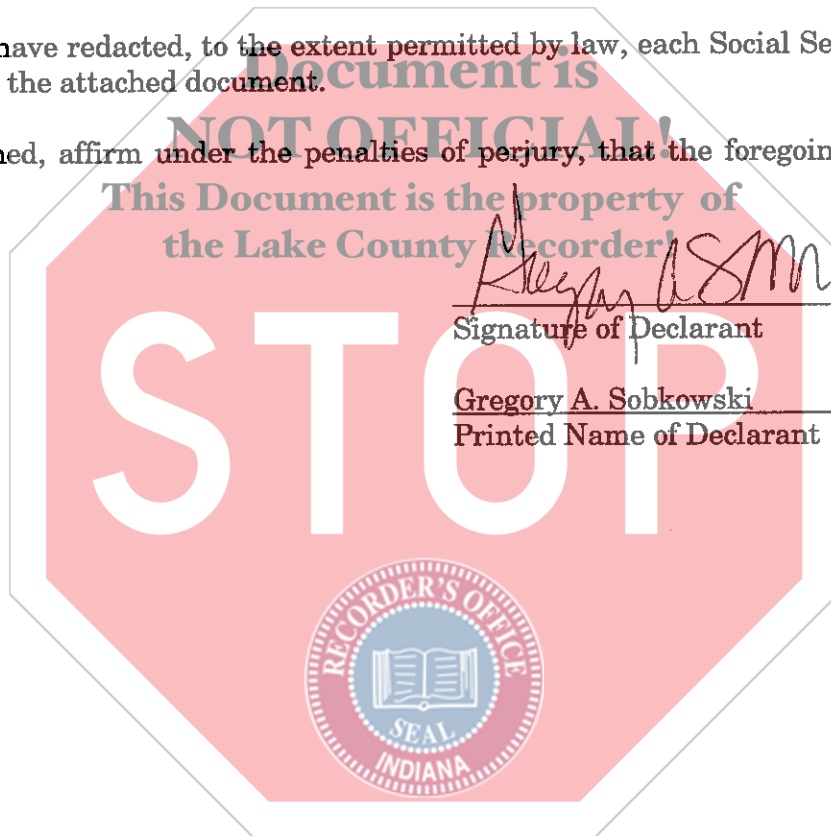 have redacted, to the extent permitted by law, each Social Se
the attached document.
Document is
NOT OFFICIAL!
ned, affirm under the penalties of perjury, that the foregoin
This Document is the property of
the Lake County Recorder!
Signature of Declarant
Gregory A. Sobkowski
Printed Name of Declarant
STOP
RECORDER'S OFFICE
SEAL
INDIANA